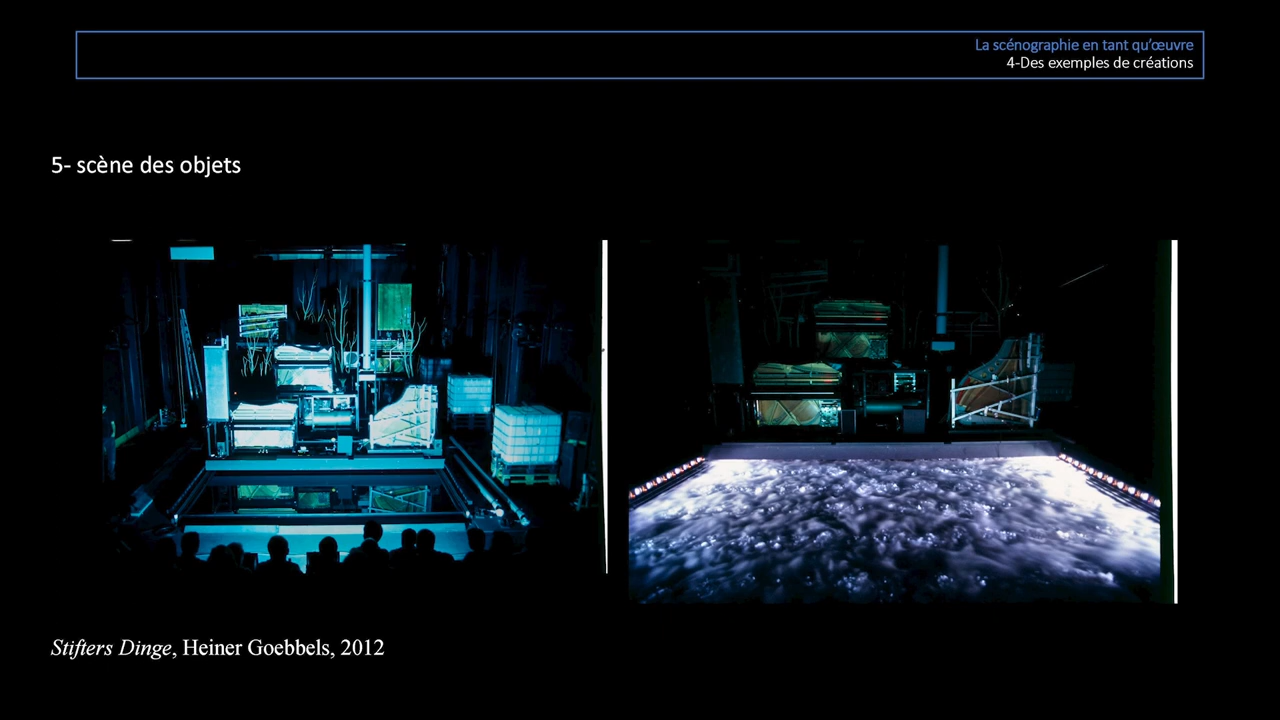 La scénographie en tant qu’œuvre
4-Des exemples de créations
5- scène des objets
Stifters Dinge, Heiner Goebbels, 2012